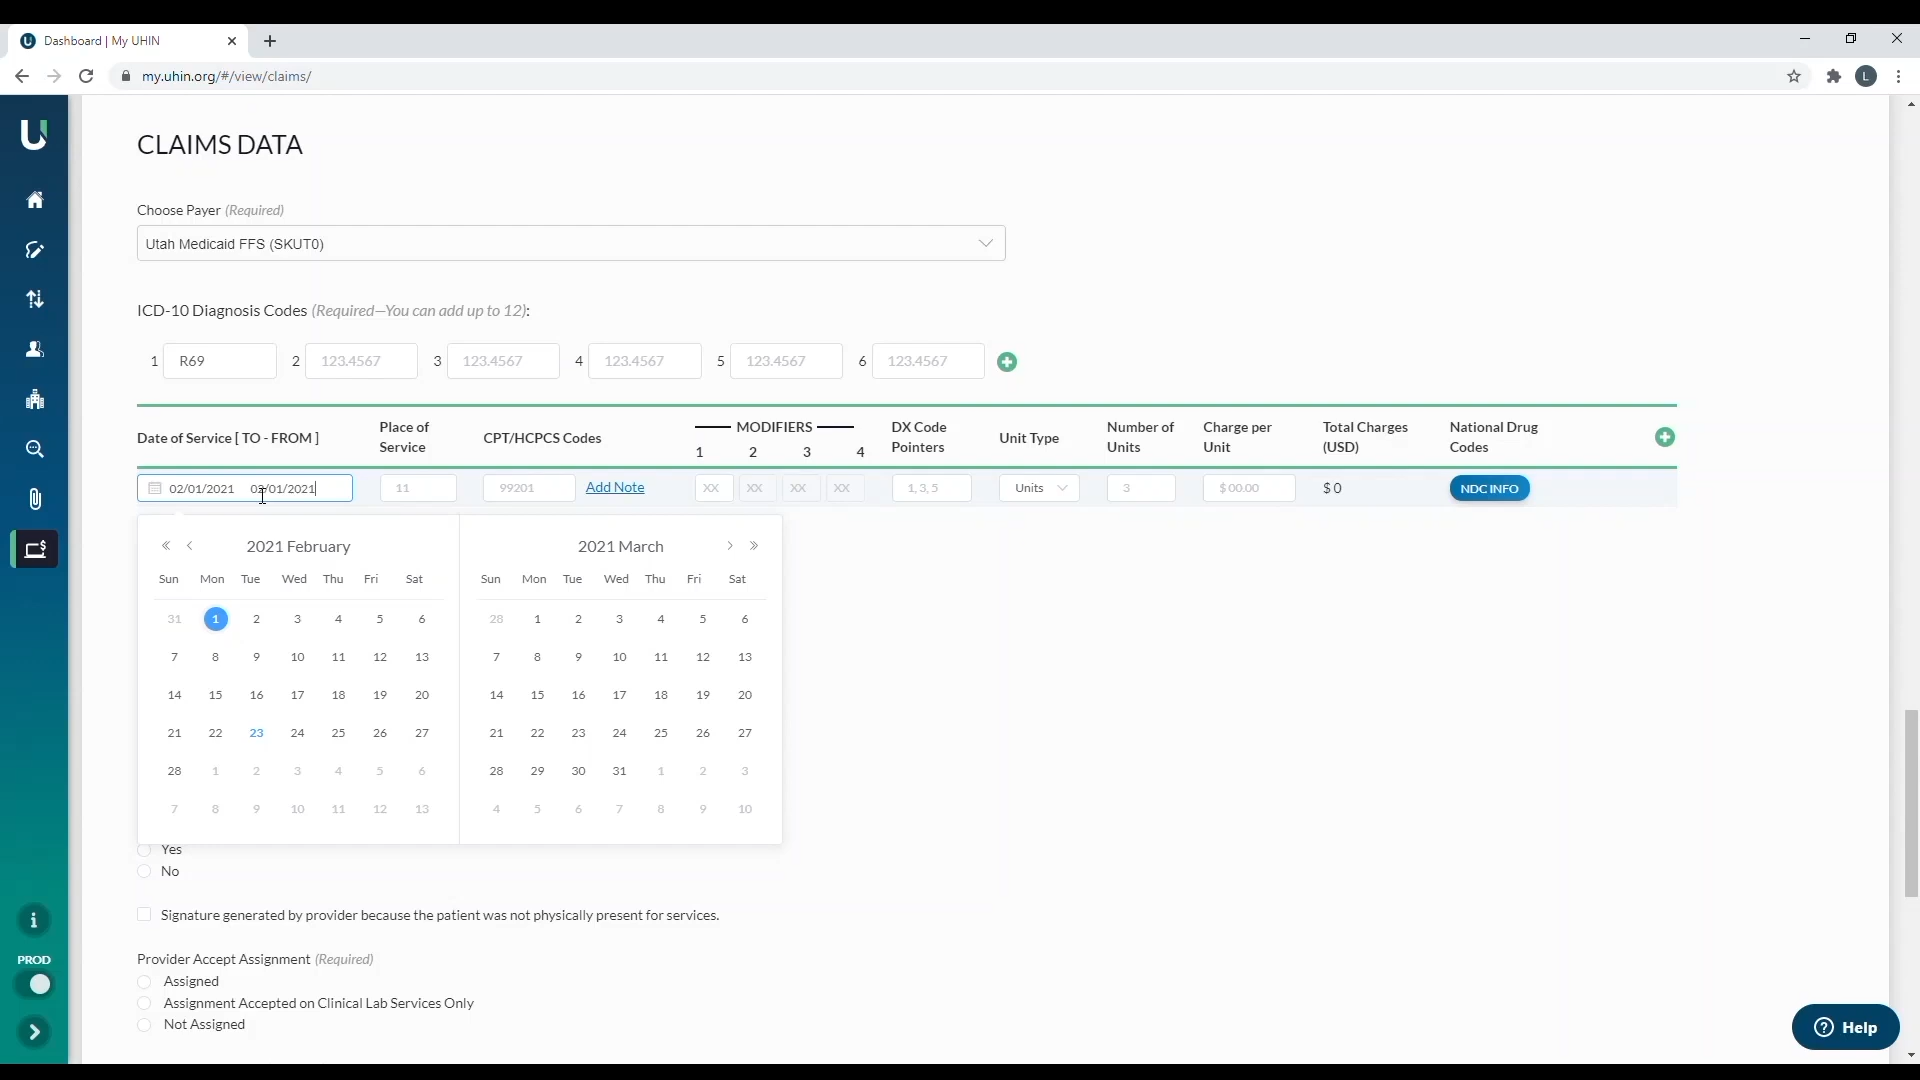 Dashboard | My UHIN
my.uhin.org/#/view/claims/
L
CLAIMS DATA
Choose Payer (Required)
Utah Medicaid FFS (SKUT0)
ICD-10 Diagnosis Codes (Required—You can add up to 12):
1 R69 2 123.4567 3 123.4567 4 123.4567 5 123.4567 6 123.4567
Date of Service [ TO - FROM ] Place of Service CPT/HCPCS Codes MODIFIERS 1 2 3 4 DX Code Pointers Unit Type Number of Units Charge per Unit Total Charges (USD) National Drug Codes
02/01/2021 02/01/2021 11 99201 Add Note XX XX XX XX 1, 3, 5 Units 3 $ 00.00 $ 0 NDC INFO
« < 2021 February 2021 March > »
Sun Mon Tue Wed Thu Fri Sat Sun Mon Tue Wed Thu Fri Sat
31 1 2 3 4 5 6 28 1 2 3 4 5 6
7 8 9 10 11 12 13 7 8 9 10 11 12 13
14 15 16 17 18 19 20 14 15 16 17 18 19 20
21 22 23 24 25 26 27 21 22 23 24 25 26 27
28 1 2 3 4 5 6 28 29 30 31 1 2 3
7 8 9 10 11 12 13 4 5 6 7 8 9 10
Yes
No
Signature generated by provider because the patient was not physically present for services.
Provider Accept Assignment (Required)
Assigned
Assignment Accepted on Clinical Lab Services Only
Not Assigned
PROD
Help